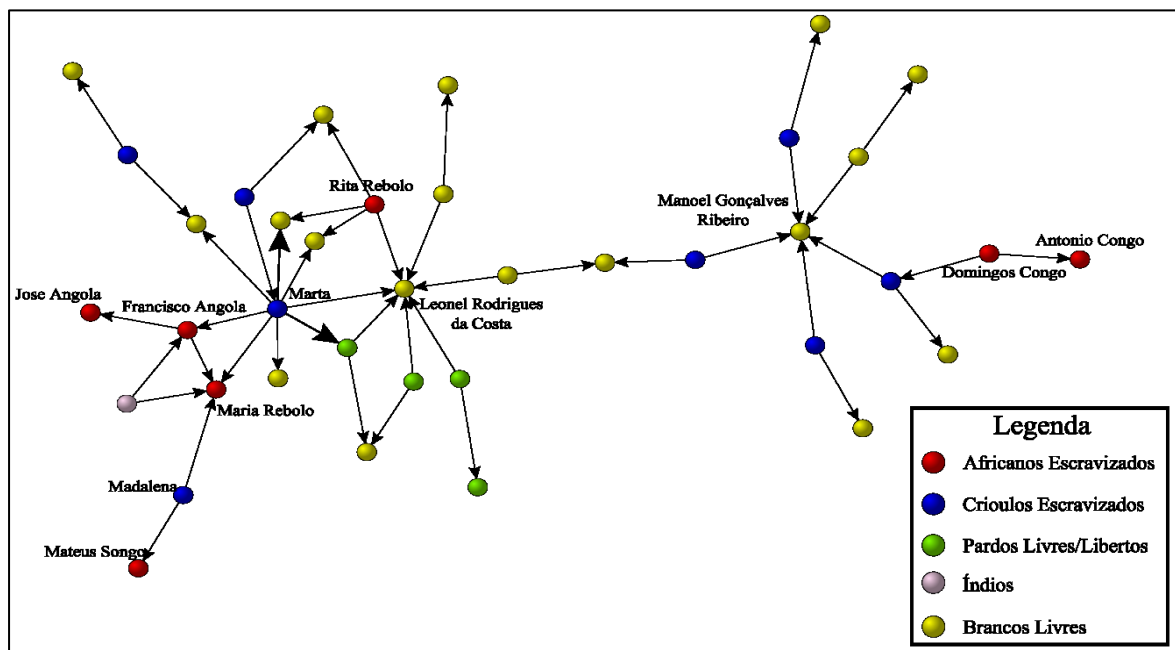 Rita Rebolo
Manoel Gonçalves
Ribeiro
Antonio Congo
Domingos Congo
Jose Angola
Francisco Angola
Marta
Leonel Rodrigues
da Costa
Maria Rebolo
Madalena
Mateus Songo
Legenda
Africanos Escravizados
Crioulos Escravizados
Pardos Livres/Libertos
Índios
Brancos Livres